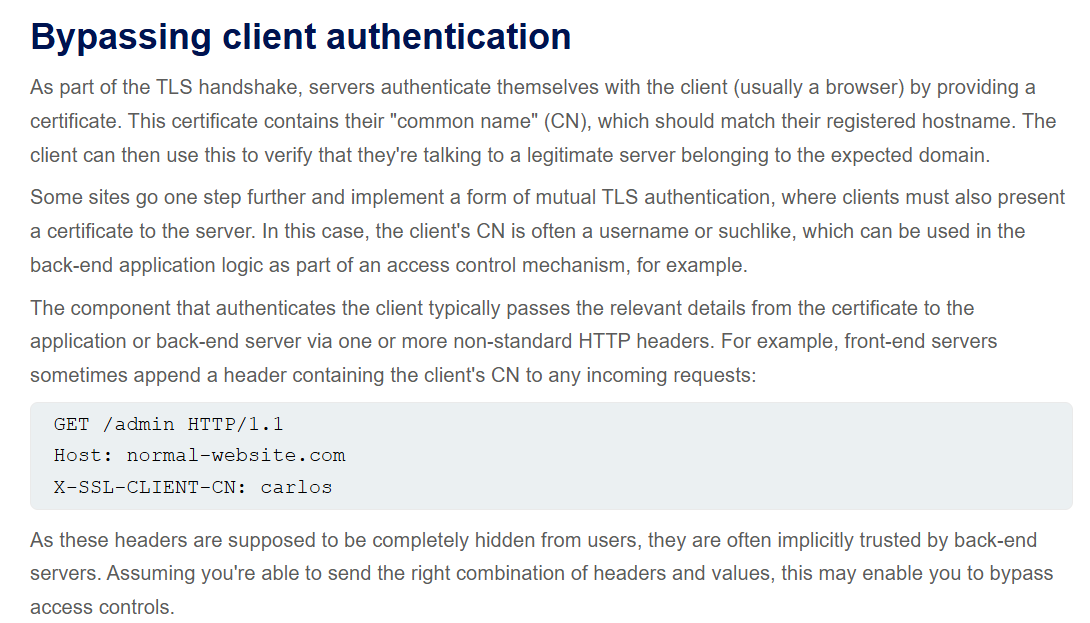 Bypassing client authentication
As part of the TLS handshake, servers authenticate themselves with the client (usually a browser) by providing a
certificate. This certificate contains their "common name" (CN), which should match their registered hostname. The
client can then use this to verify that they're talking to a legitimate server belonging to the expected domain.
Some sites go one step further and implement a form of mutual TLS authentication, where clients must also present
a certificate to the server. In this case, the client's CN is often a username or suchlike, which can be used in the
back-end application logic as part of an access control mechanism, for example.
The component that authenticates the client typically passes the relevant details from the certificate to the
application or back-end server via one or more non-standard HTTP headers. For example, front-end servers
sometimes append a header containing the client's CN to any incoming requests:
GET /admin HTTP/1.1
Host: normal-website.com
X-SSL-CLIENT-CN: carlos
As these headers are supposed to be completely hidden from users, they are often implicitly trusted by back-end
servers. Assuming you're able to send the right combination of headers and values, this may enable you to bypass
access controls.